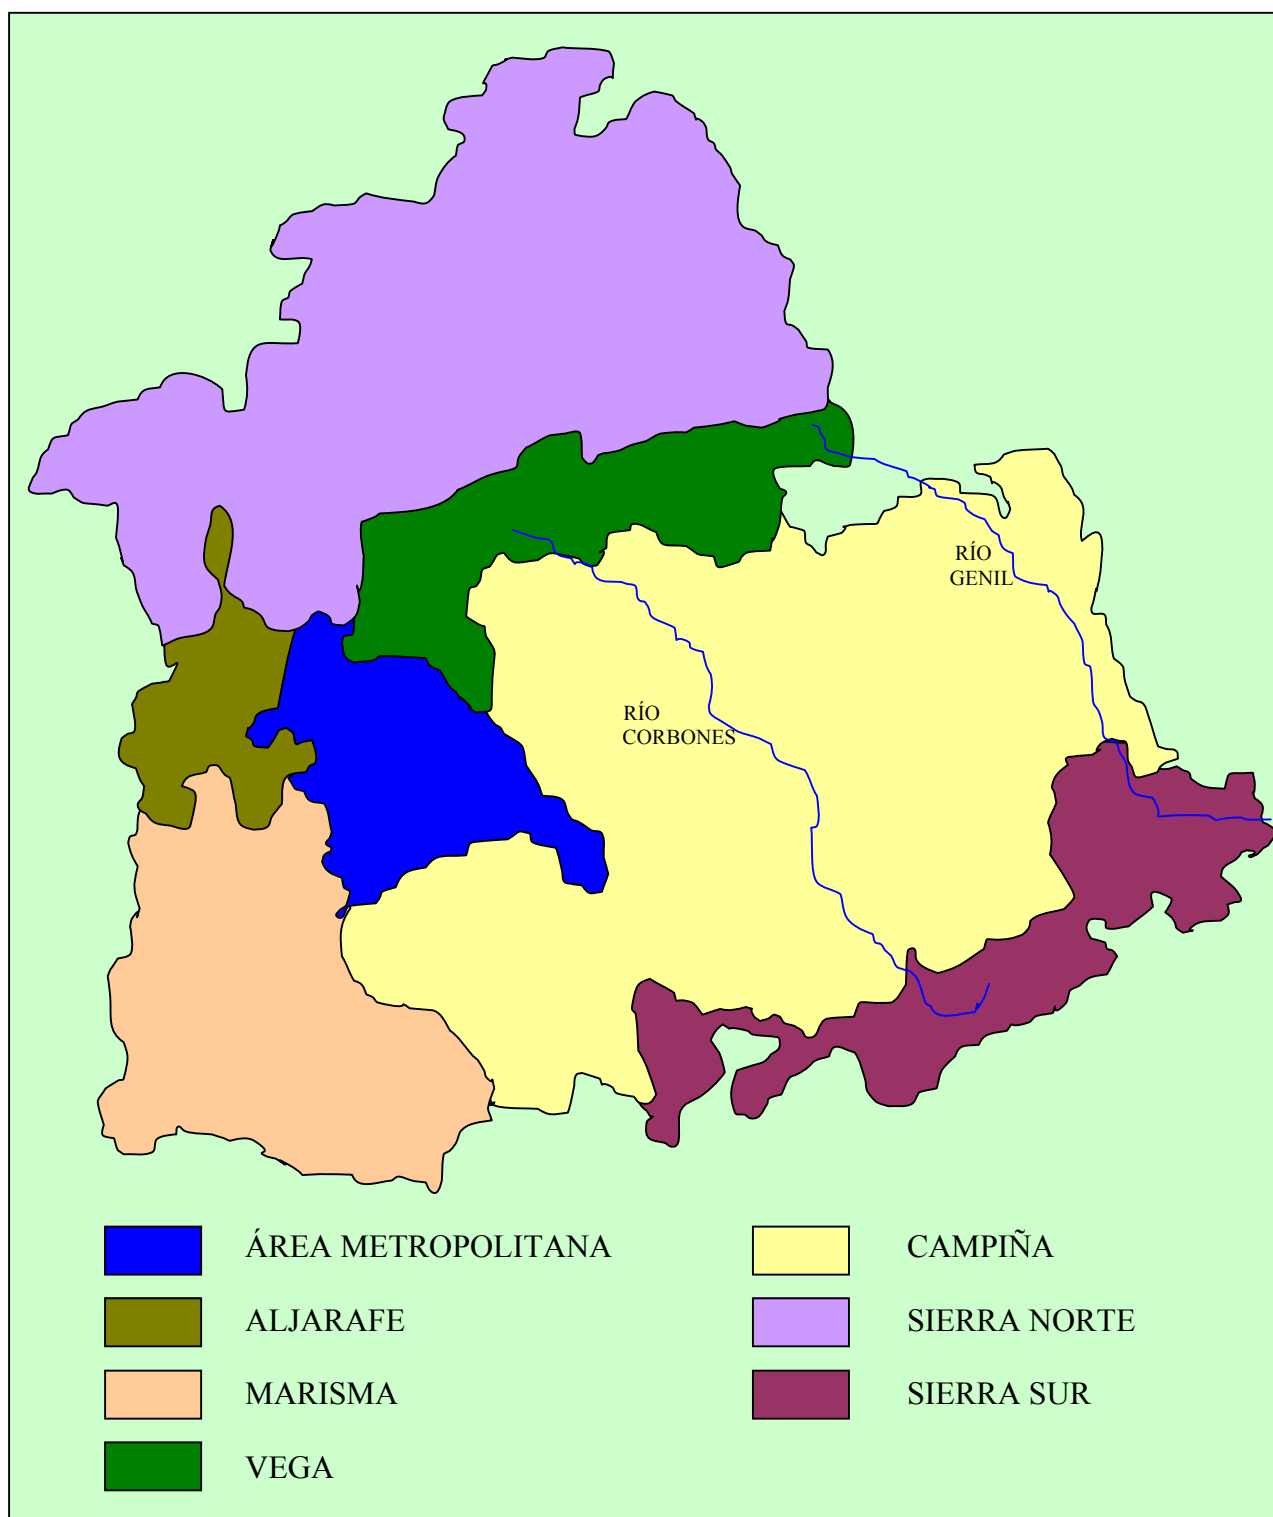 RÍO
GENIL
RÍO
CORBONES
ÁREA METROPOLITANA
ALJARAFE
MARISMA
VEGA
CAMPIÑA
SIERRA NORTE
SIERRA SUR